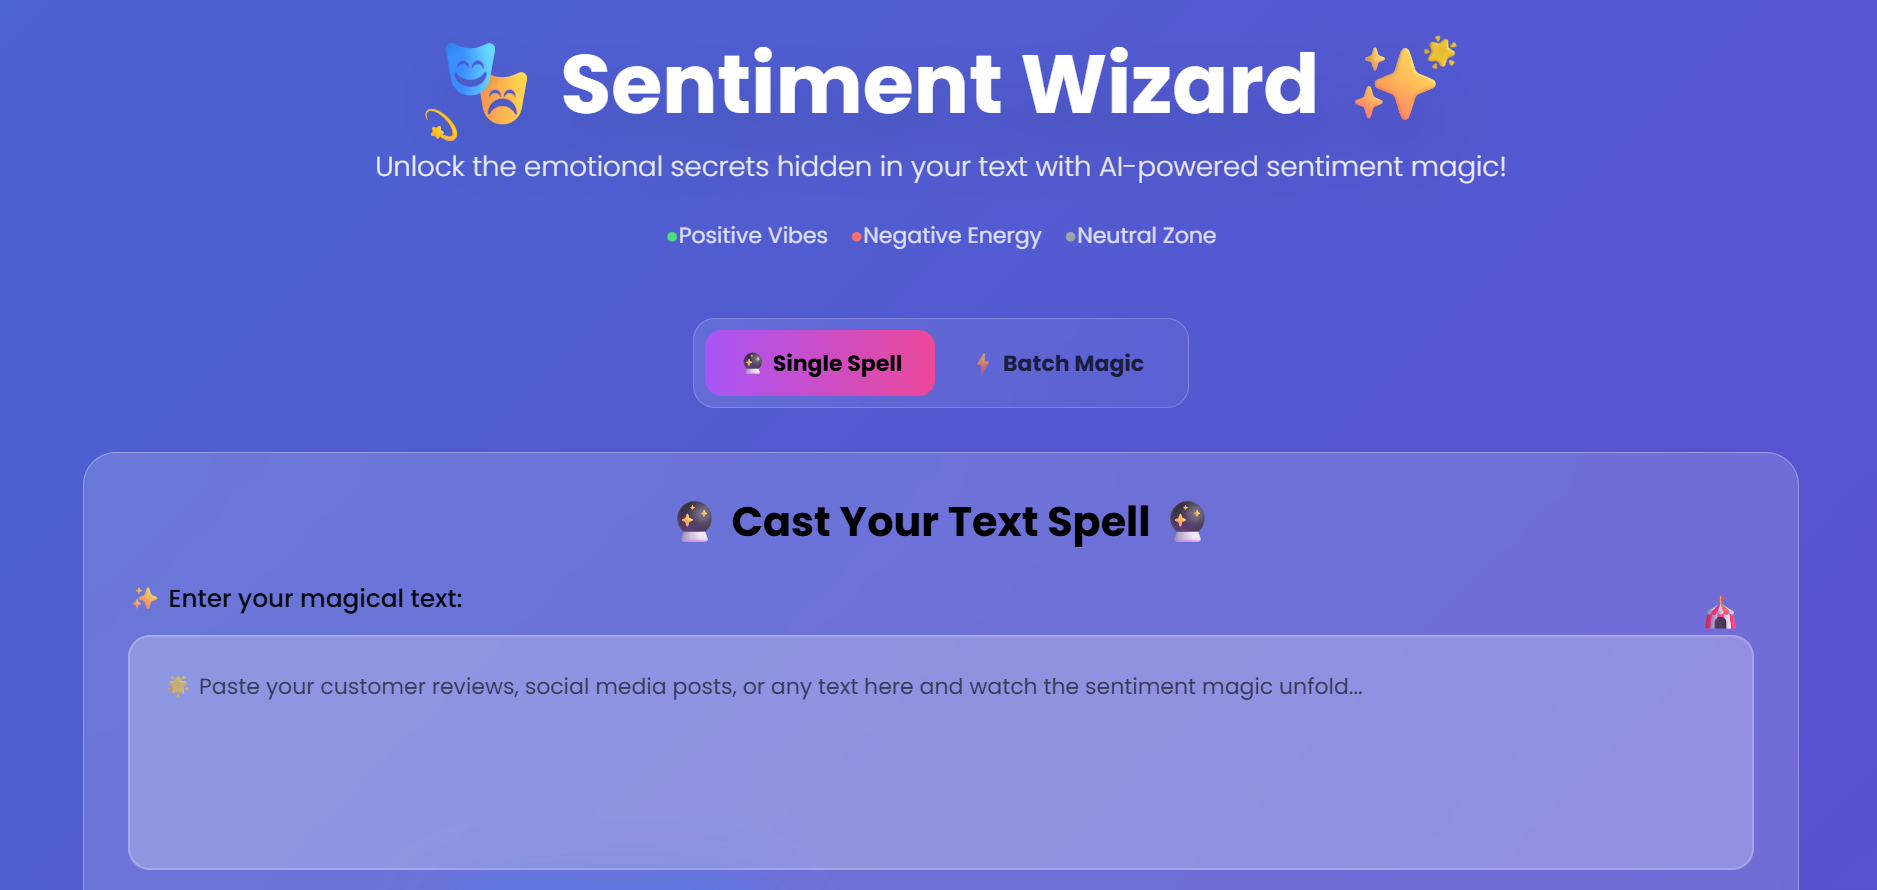 Sentiment Wizard
Unlock the emotional secrets hidden in your text with AI-powered sentiment magic!
Positive Vibes Negative Energy Neutral Zone
Single Spell Batch Magic
Cast Your Text Spell
Enter your magical text:
Paste your customer reviews, social media posts, or any text here and watch the sentiment magic unfold...